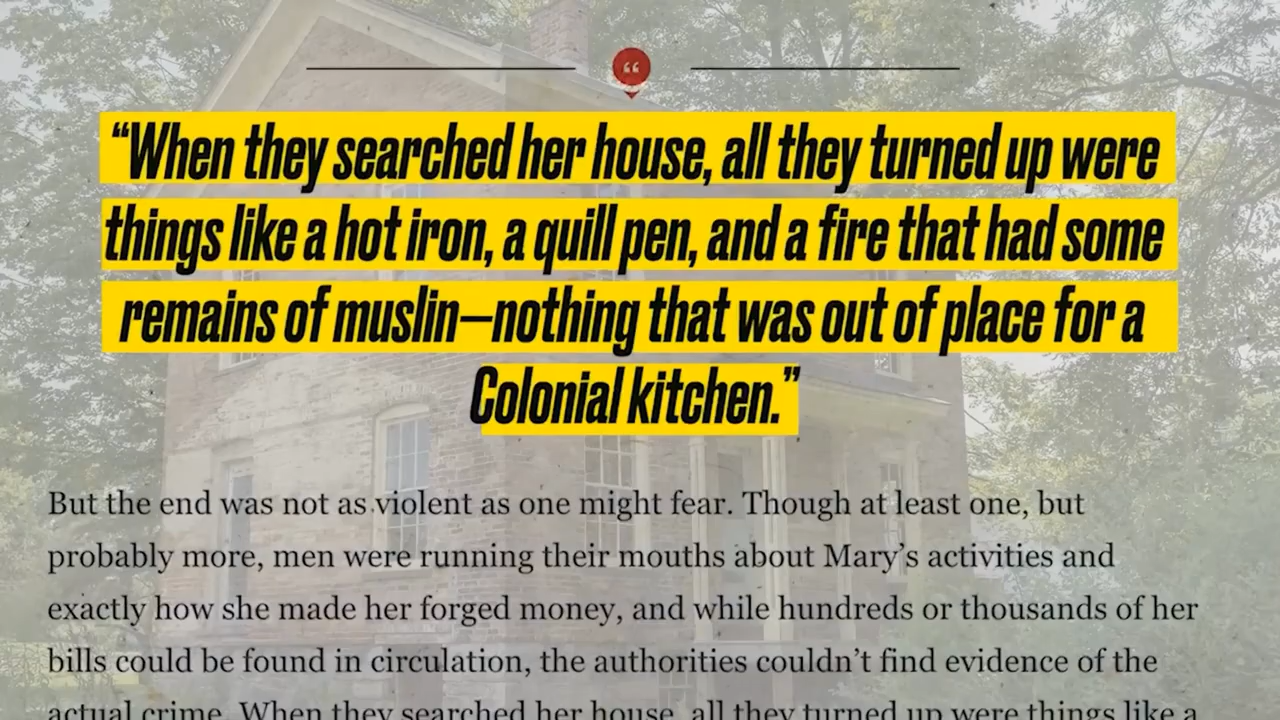 “When they searched her house, all they turned up were
things like a hot iron, a quill pen, and a fire that had some
remains of muslin—nothing that was out of place for a
Colonial kitchen.”
But the end was not as violent as one might fear. Though at least one, but
probably more, men were running their mouths about Mary’s activities and
exactly how she made her forged money, and while hundreds or thousands of her
bills could be found in circulation, the authorities couldn’t find evidence of the
actual crime. When they searched her house, all they turned up were things like a